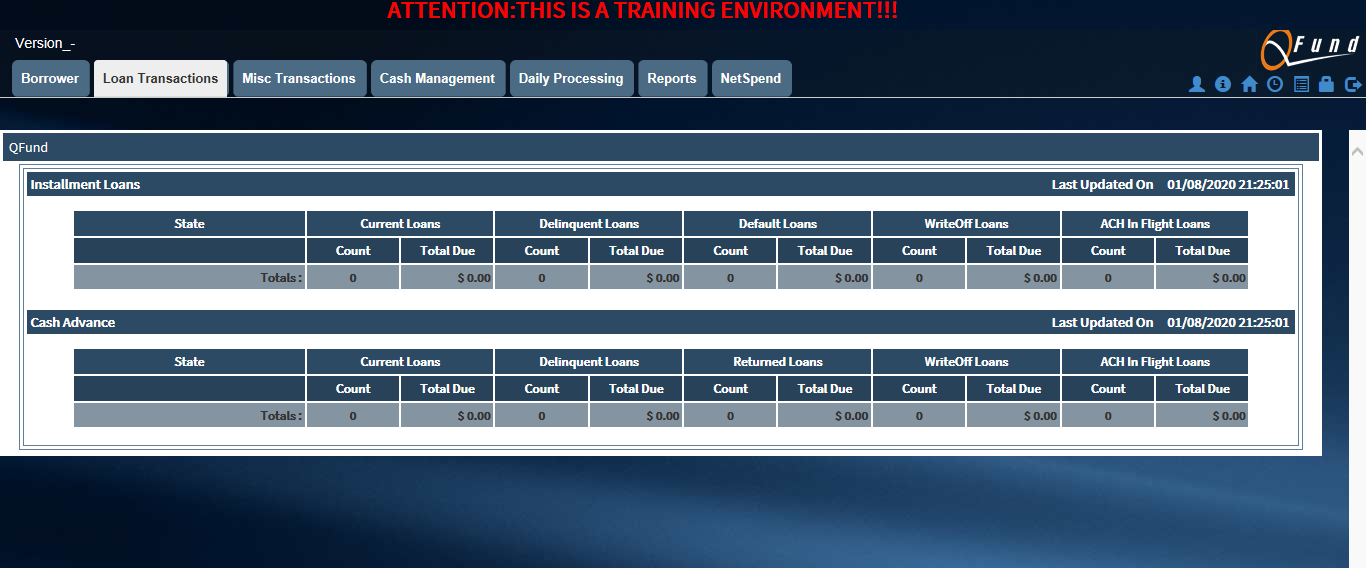 ATTENTION:THIS IS A TRAINING ENVIRONMENT!!!
Version_-
QFund
Borrower Loan Transactions Misc Transactions Cash Management Daily Processing Reports NetSpend
QFund
Installment Loans Last Updated On 01/08/2020 21:25:01
State Current Loans Delinquent Loans Default Loans WriteOff Loans ACH In Flight Loans
Count Total Due Count Total Due Count Total Due Count Total Due Count Total Due
Totals : 0 $ 0.00 0 $ 0.00 0 $ 0.00 0 $ 0.00 0 $ 0.00
Cash Advance Last Updated On 01/08/2020 21:25:01
State Current Loans Delinquent Loans Returned Loans WriteOff Loans ACH In Flight Loans
Count Total Due Count Total Due Count Total Due Count Total Due Count Total Due
Totals : 0 $ 0.00 0 $ 0.00 0 $ 0.00 0 $ 0.00 0 $ 0.00